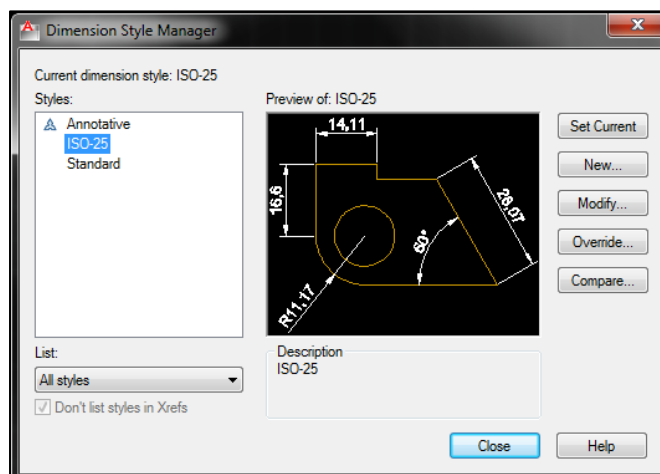 Dimension Style Manager
Current dimension style: ISO-25
Styles:
Annotative
ISO-25
Standard
Preview of: ISO-25
14,11
16,6
R11,17
60°
26,07
Set Current
New...
Modify...
Override...
Compare...
List:
All styles
Don't list styles in Xrefs
Description
ISO-25
Close
Help